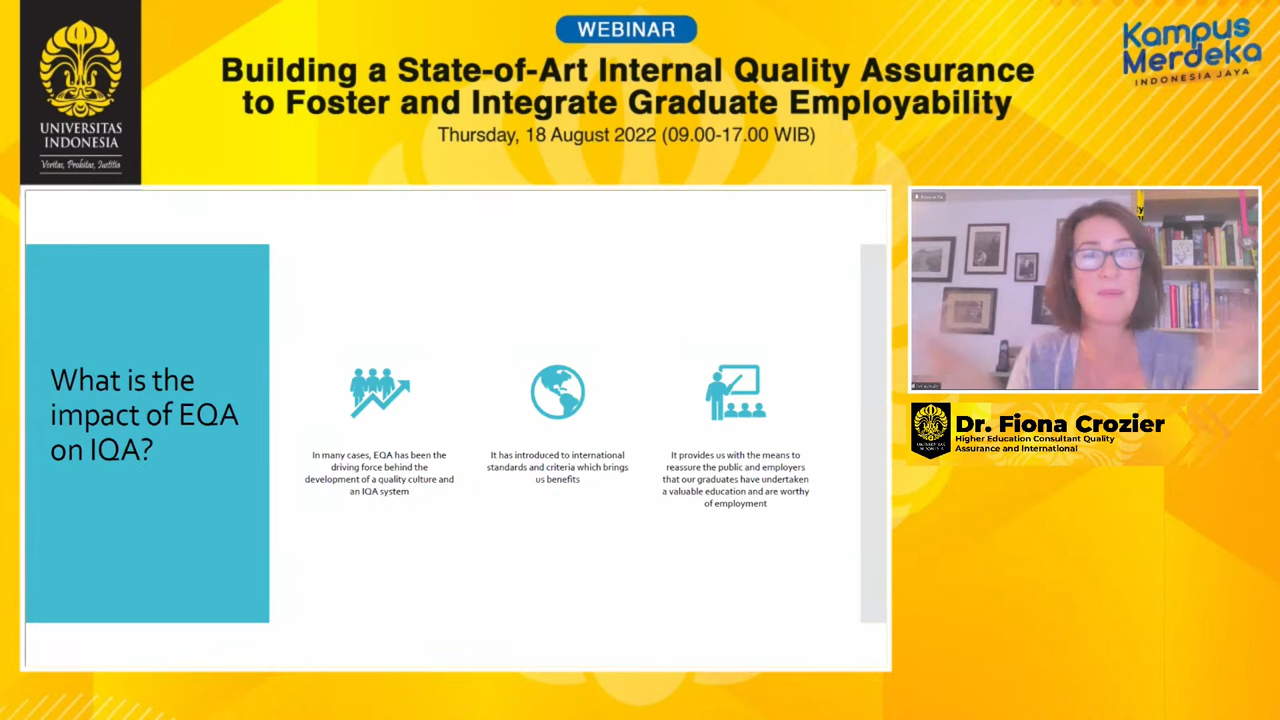 WEBINAR
Building a State-of-Art Internal Quality Assurance
to Foster and Integrate Graduate Employability
Thursday, 18 August 2022 (09.00-17.00 WIB)
UNIVERSITAS
INDONESIA
Veritas, Probitas, Justitia
Kampus
Merdeka
INDONESIA JAYA
What is the
impact of EQA
on IQA?
In many cases, EQA has been the
driving force behind the
development of a quality culture and
an IQA system
It has introduced to international
standards and criteria which brings
us benefits
It provides us with the means to
reassure the public and employers
that our graduates have undertaken
a valuable education and are worthy
of employment
Dr. Fiona Crozier
Higher Education Consultant Quality
Assurance and International
UNIVERSITAS
INDONESIA